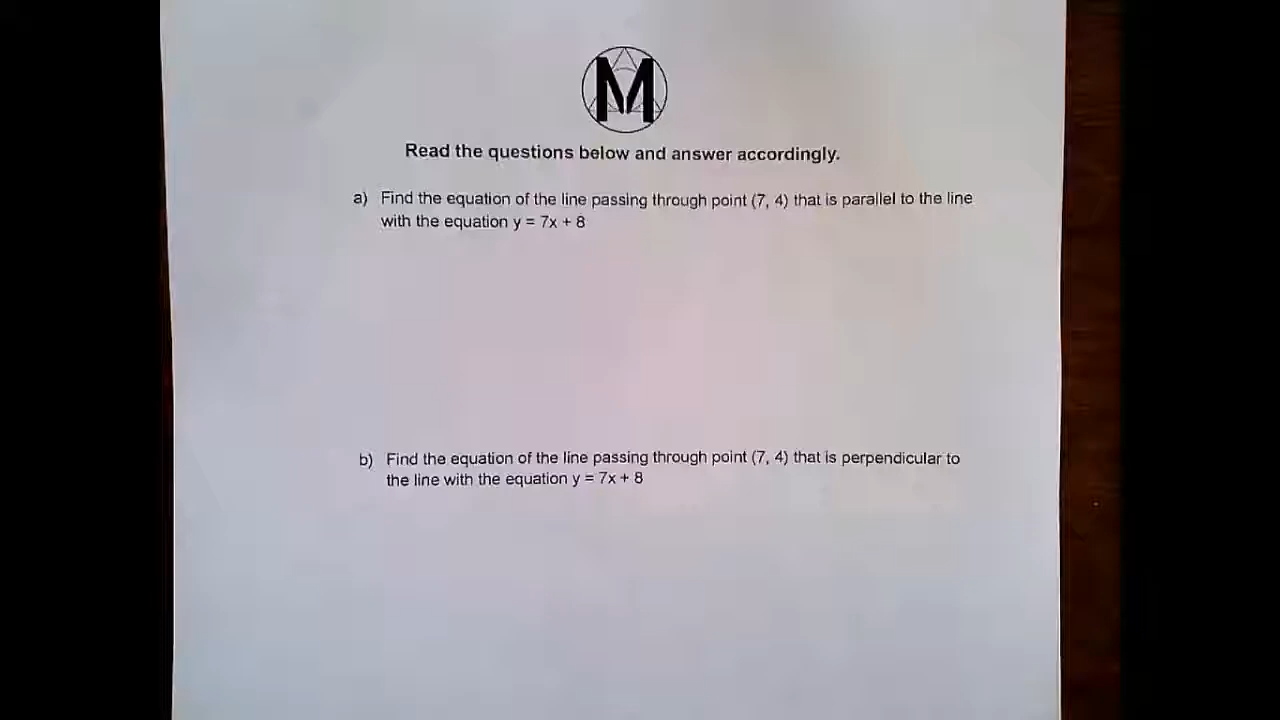 M
Read the questions below and answer accordingly.
a) Find the equation of the line passing through point (7, 4) that is parallel to the line
with the equation y = 7x + 8
b) Find the equation of the line passing through point (7, 4) that is perpendicular to
the line with the equation y = 7x + 8